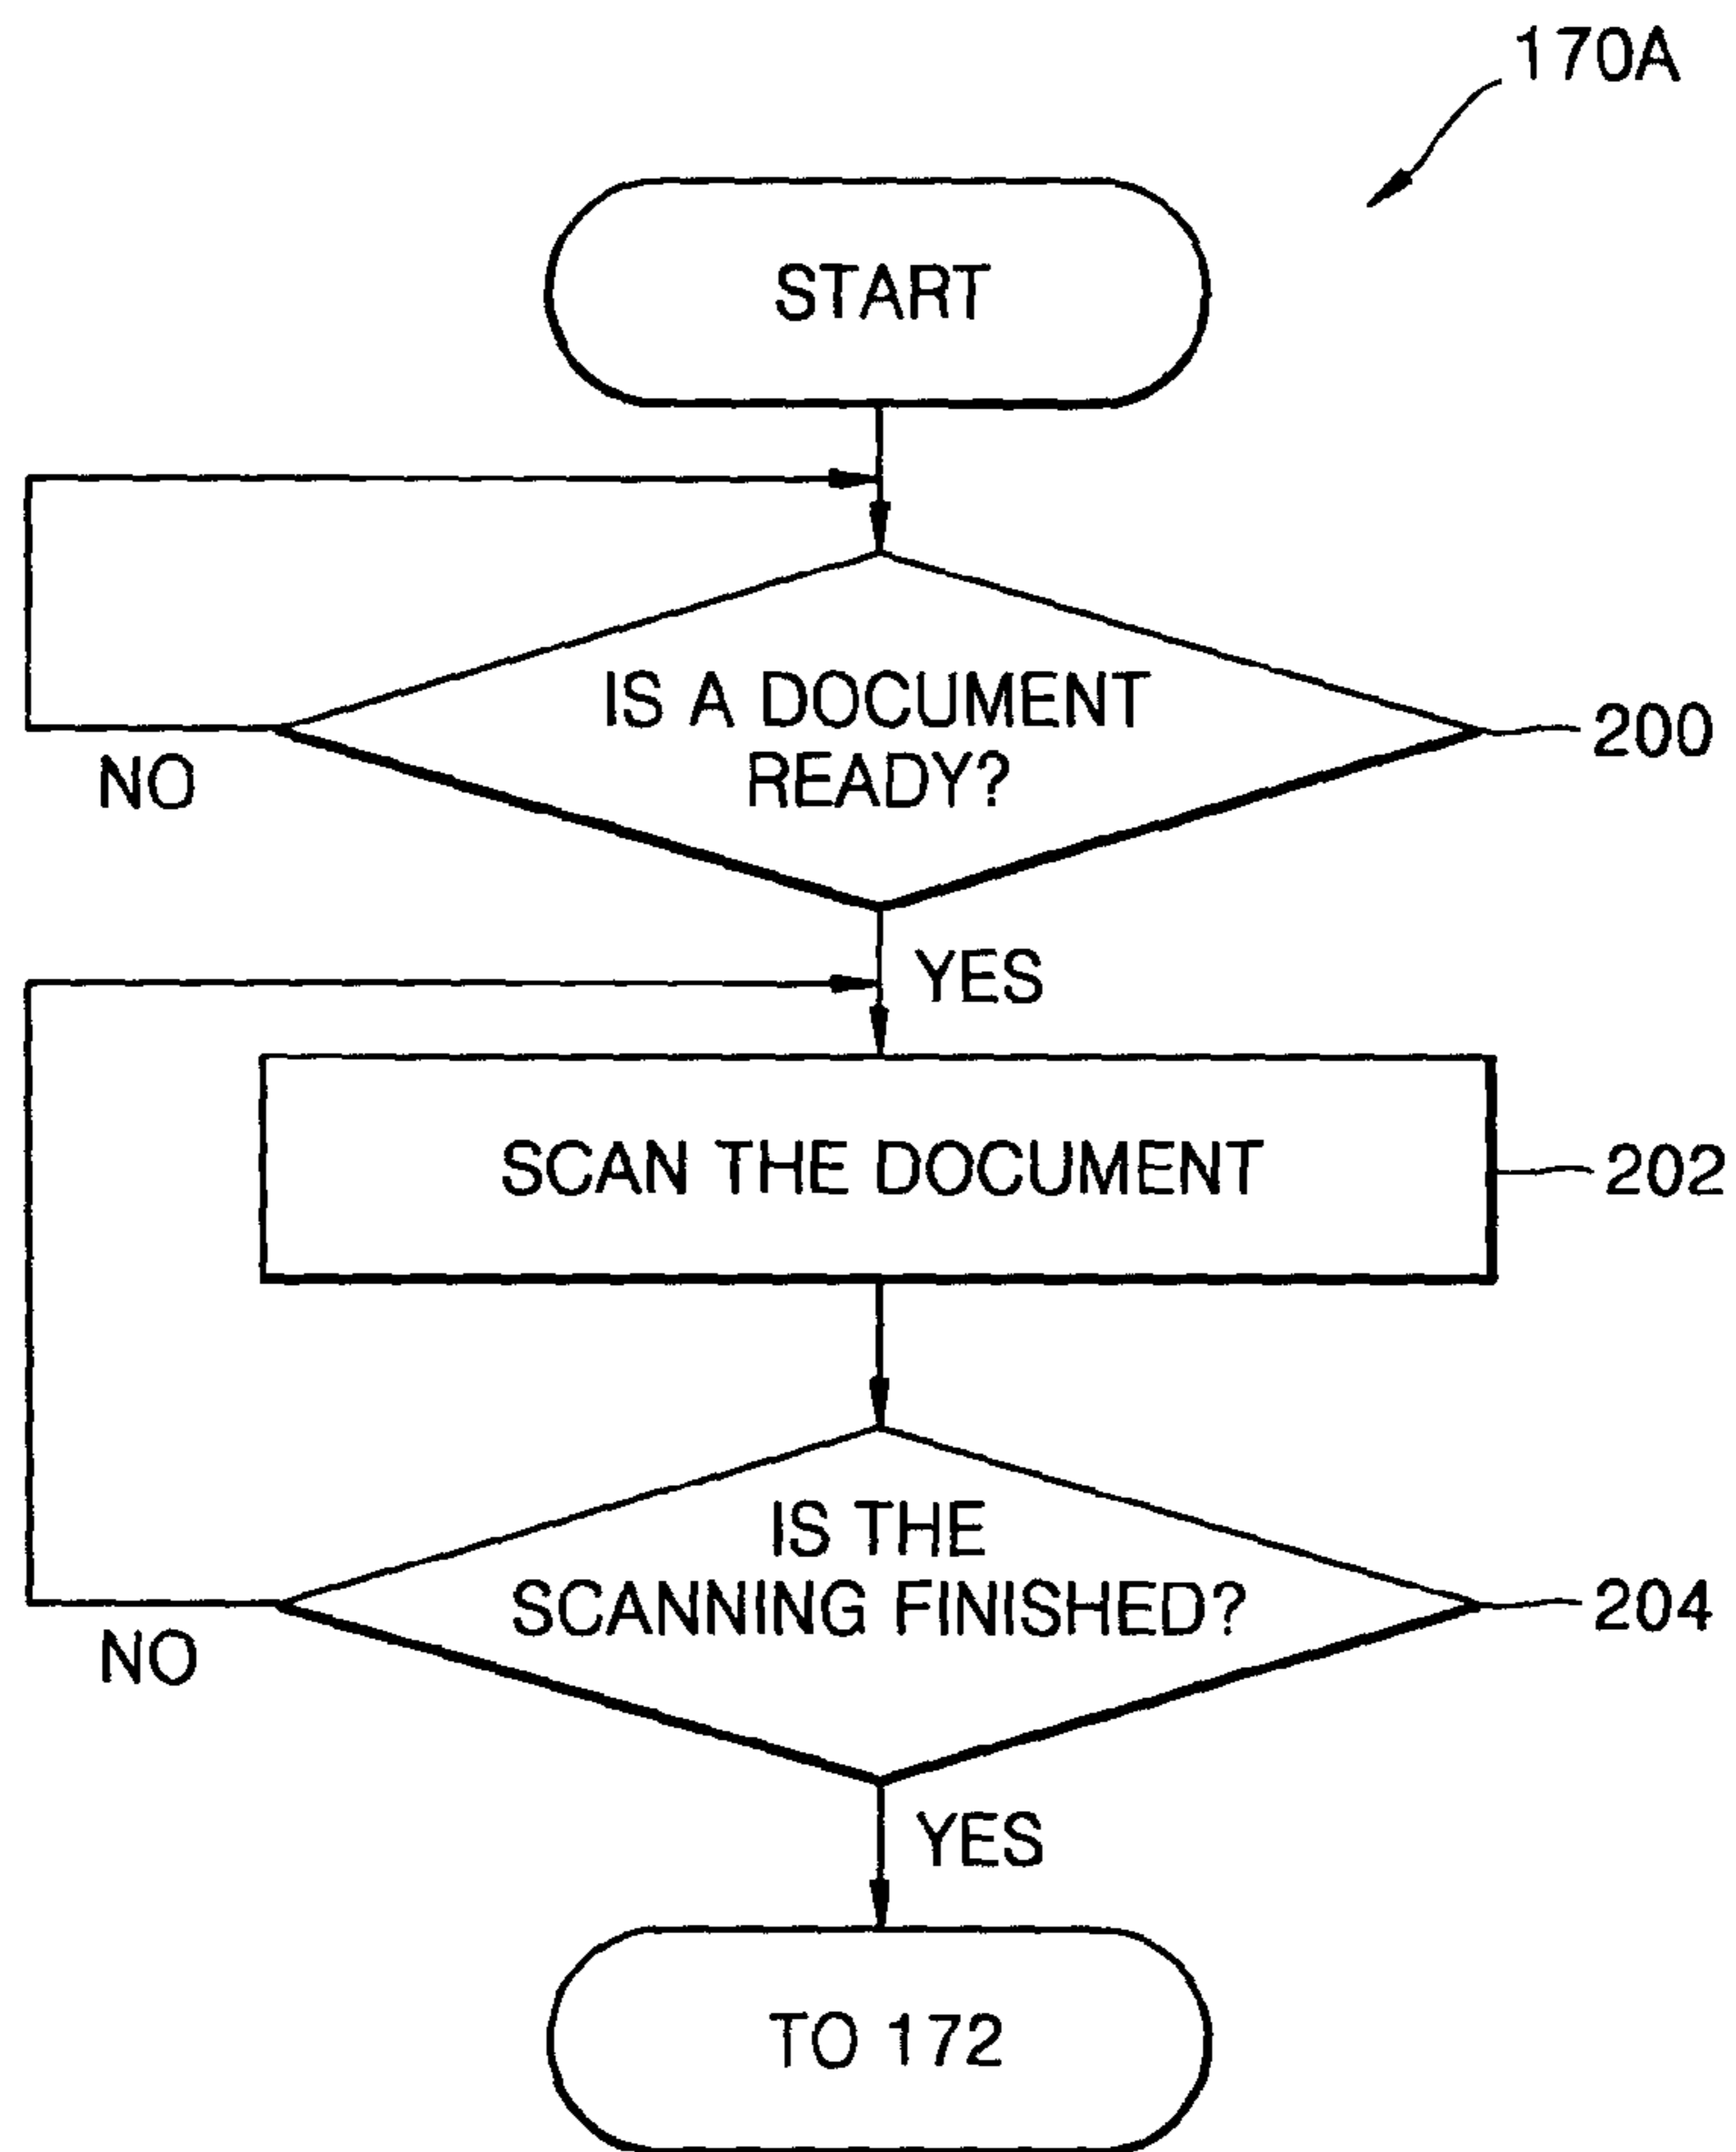 170A
START
IS A DOCUMENT
READY?
200
NO
YES
SCAN THE DOCUMENT
202
IS THE
SCANNING FINISHED?
204
NO
YES
TO 172